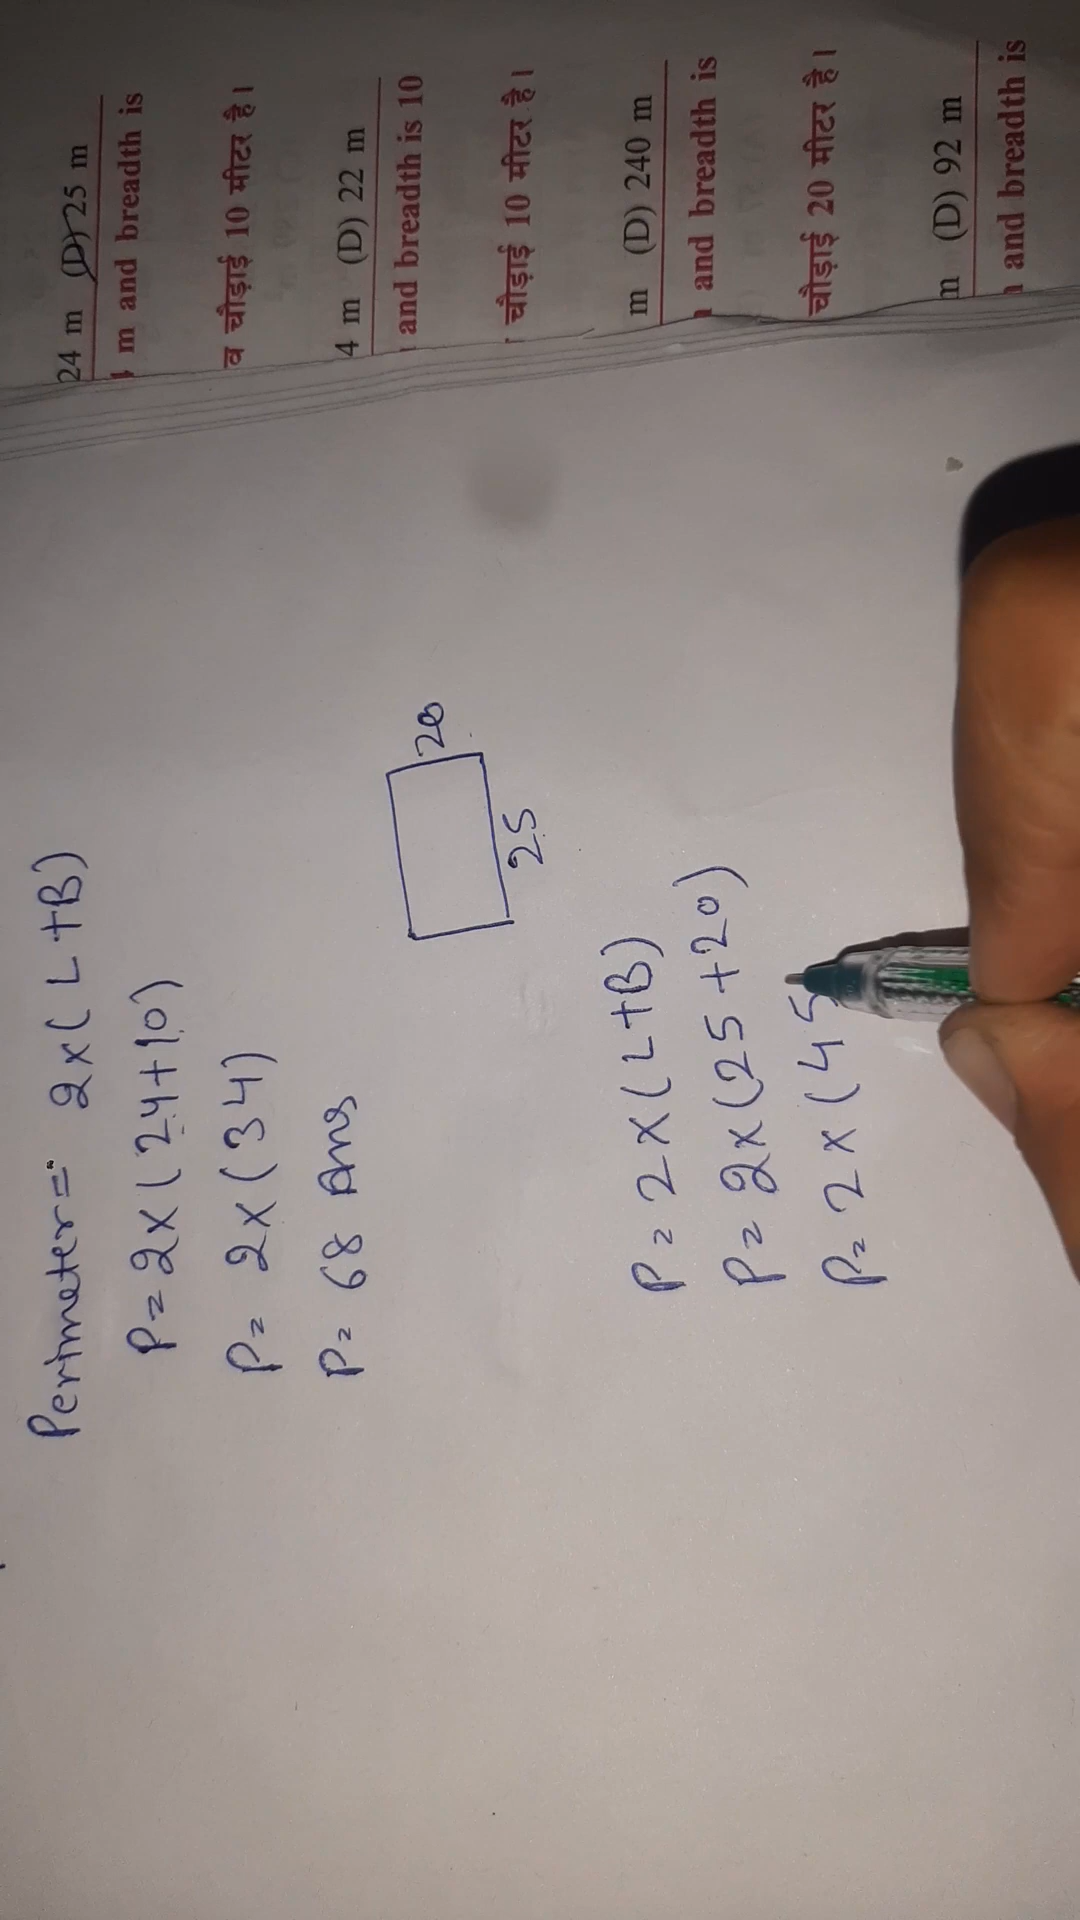 Perimeter = 2×(L+B)
P= 2×(24+10)
P= 2×(34)
P= 68 Ans
20
25
P= 2×(L+B)
P= 2×(25+20)
P= 2×(45
24 m (D) 25 m
m and breadth is
व चौड़ाई 10 मीटर है।
4 m (D) 22 m
and breadth is 10
चौड़ाई 10 मीटर है।
m (D) 240 m
and breadth is
चौड़ाई 20 मीटर है।
m (D) 92 m
and breadth is